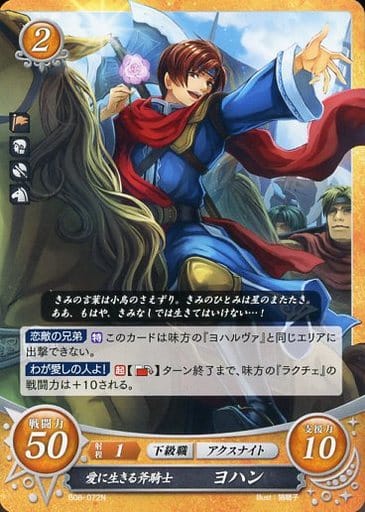 2
きみの言葉は小鳥のさえずり。きみのひとみは星のまたたき。
ああ、もはや、きみなしでは生きてはいけない…！
恋敵の兄弟 特 このカードは味方の『ヨハルヴァ』と同じエリアに
出撃できない。
わが愛しの人よ！ 起【 】ターン終了まで、味方の『ラクチェ』の
戦闘力は＋10される。
戦闘力
50
射程 1
下級職
アクスナイト
支援力
10
愛に生きる斧騎士 ヨハン
B08-072N
Illust：